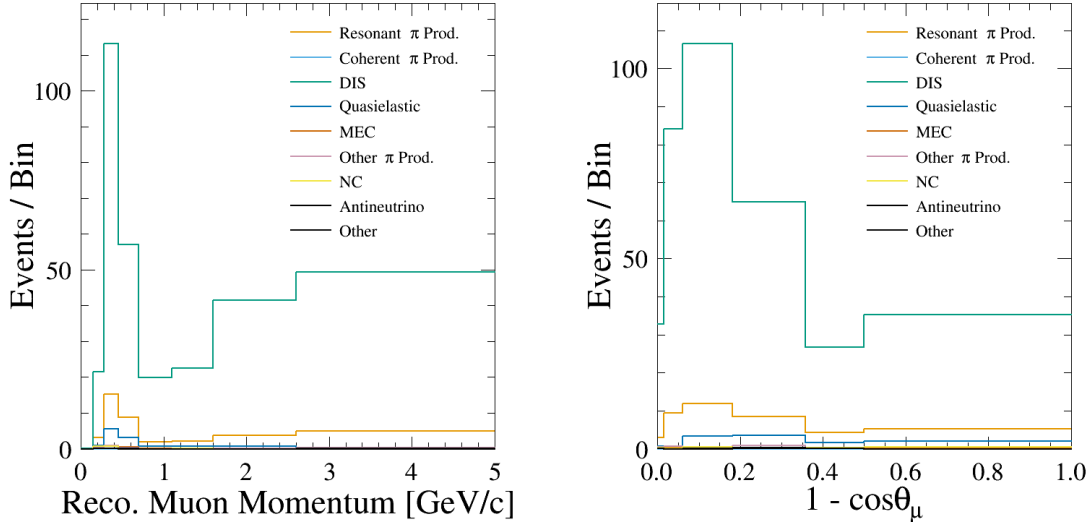 Events / Bin
100
50
0
0
1
2
3
4
5
Reco. Muon Momentum [GeV/c]
Resonant π Prod.
Coherent π Prod.
DIS
Quasielastic
MEC
Other π Prod.
NC
Antineutrino
Other
Events / Bin
100
50
0
0.0
0.2
0.4
0.6
0.8
1.0
1 - cosθμ
Resonant π Prod.
Coherent π Prod.
DIS
Quasielastic
MEC
Other π Prod.
NC
Antineutrino
Other